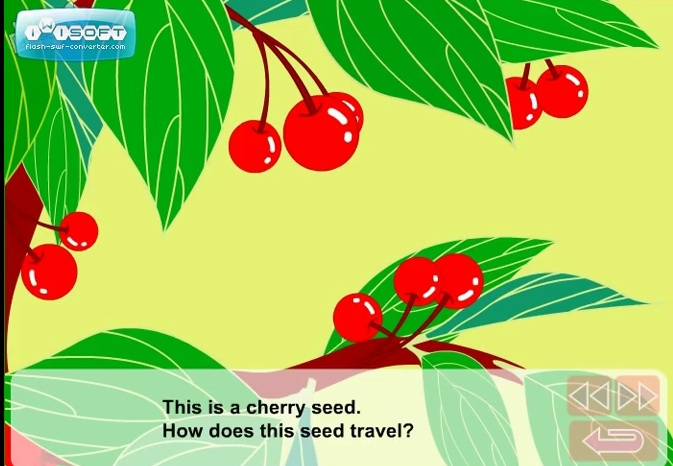 iWiSOFT
flash-swf-converter.com
This is a cherry seed.
How does this seed travel?